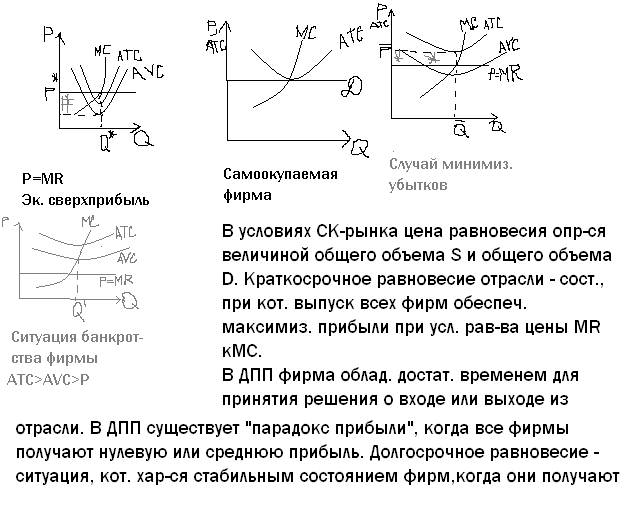 P
MC
ATC
AVC
P*
Q*
Q
P=MR
Эк. сверхприбыль
P
ATC
MC
ATC
D
Q
Самоокупаемая
фирма
P
ATC
MC
ATC
AVC
P
P=MR
Q
Q
Случай минимиз.
убытков
P
MC
ATC
AVC
P=MR
Q'
Q
Ситуация банкрот-
ства фирмы
ATC>AVC>P
В условиях СК-рынка цена равновесия опр-ся
величиной общего объема S и общего объема
D. Краткосрочное равновесие отрасли - сост.,
при кот. выпуск всех фирм обеспеч.
максимиз. прибыли при усл. рав-ва цены MR
кМС.
В ДПП фирма облад. достат. временем для
принятия решения о входе или выходе из
отрасли. В ДПП существует "парадокс прибыли", когда все фирмы
получают нулевую или среднюю прибыль. Долгосрочное равновесие -
ситуация, кот. хар-ся стабильным состоянием фирм,когда они получают